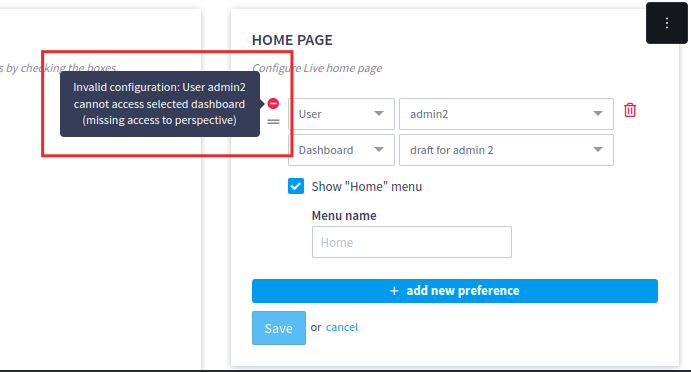 HOME PAGE
s by checking the boxes
Configure Live home page
Invalid configuration: User admin2
cannot access selected dashboard
(missing access to perspective)
User
admin2
Dashboard
draft for admin 2
Show "Home" menu
Menu name
Home
+ add new preference
Save or cancel